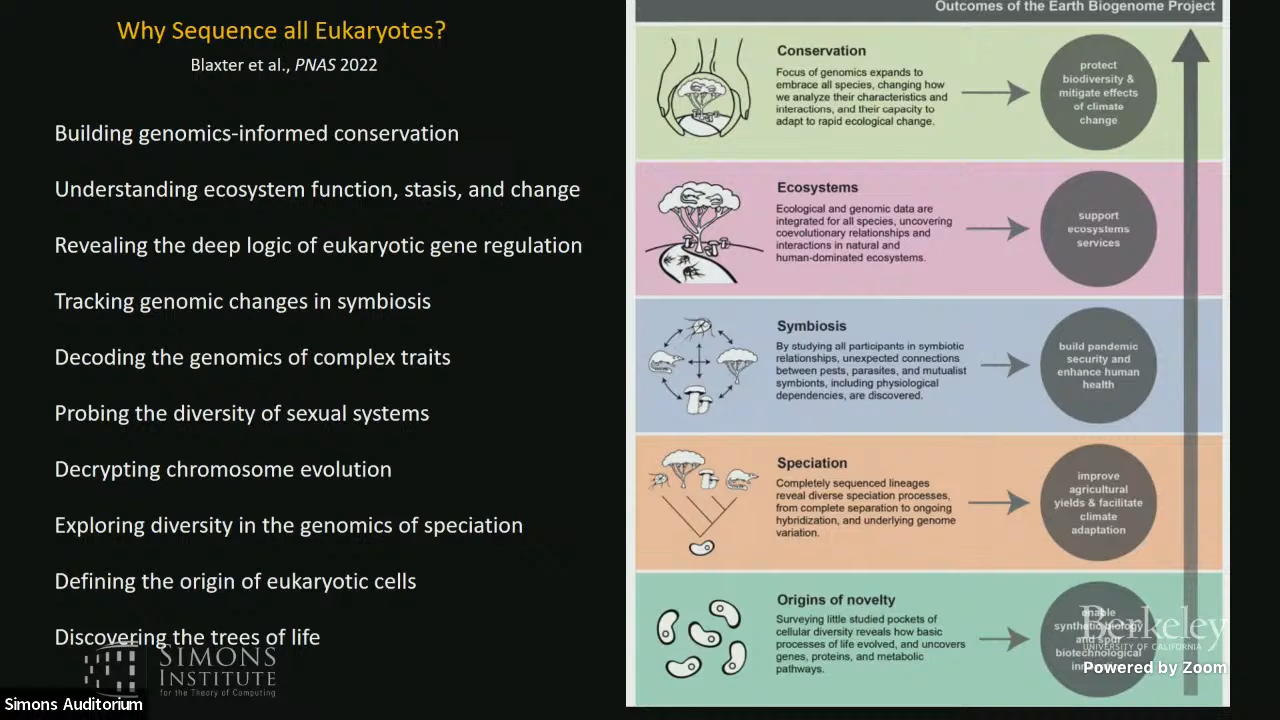 Why Sequence all Eukaryotes?
Blaxter et al., PNAS 2022
Building genomics-informed conservation
Understanding ecosystem function, stasis, and change
Revealing the deep logic of eukaryotic gene regulation
Tracking genomic changes in symbiosis
Decoding the genomics of complex traits
Probing the diversity of sexual systems
Decrypting chromosome evolution
Exploring diversity in the genomics of speciation
Defining the origin of eukaryotic cells
Discovering the trees of life
SIMONS
INSTITUTE
for the Theory of Computing
Simons Auditorium
Outcomes of the Earth Biogenome Project
Conservation
Focus of genomics expands to
embrace all species, changing how
we analyze their characteristics and
interactions, and their capacity to
adapt to rapid ecological change.
protect
biodiversity &
mitigate effects
of climate
change
Ecosystems
Ecological and genomic data are
integrated for all species, uncovering
coevolutionary relationships and
interactions in natural and
human-dominated ecosystems.
support
ecosystems
services
Symbiosis
By studying all participants in symbiotic
relationships, unexpected connections
between pests, parasites, and mutualist
symbionts, including physiological
dependencies, are discovered.
build pandemic
security and
enhance human
health
Speciation
Completely sequenced lineages
reveal diverse speciation processes,
from complete separation to ongoing
hybridization, and underlying genome
variation.
improve
agricultural
yields & facilitate
climate
adaptation
Origins of novelty
Surveying little studied pockets of
cellular diversity reveals how basic
processes of life evolved, and uncovers
genes, proteins, and metabolic
pathways.
enable
synthetic biology
and spur
biotechnological
Berkeley
UNIVERSITY OF CALIFORNIA
Powered by Zoom